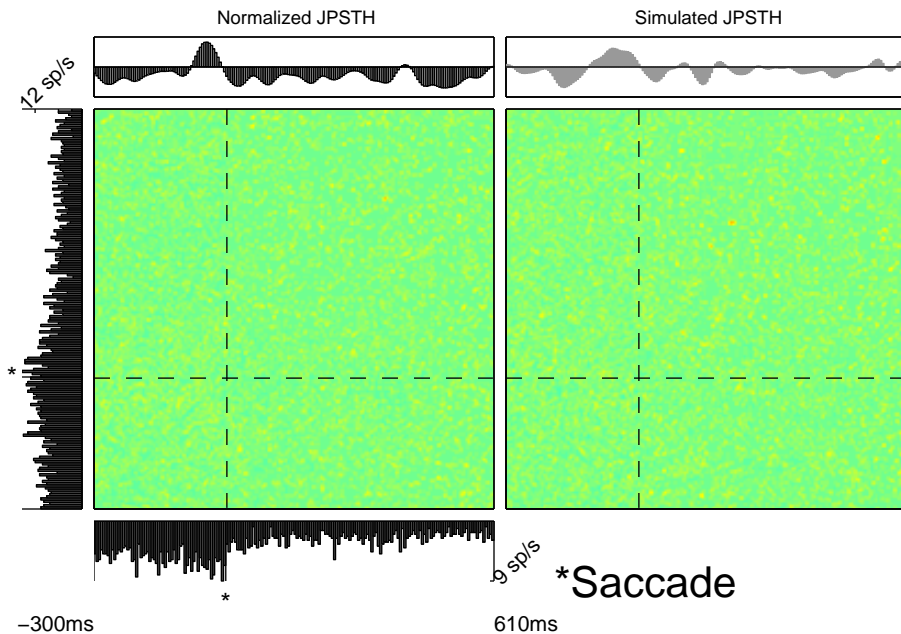 Normalized JPSTH
Simulated JPSTH
12 sp/s
*
9 sp/s
*Saccade
*
−300ms
610ms